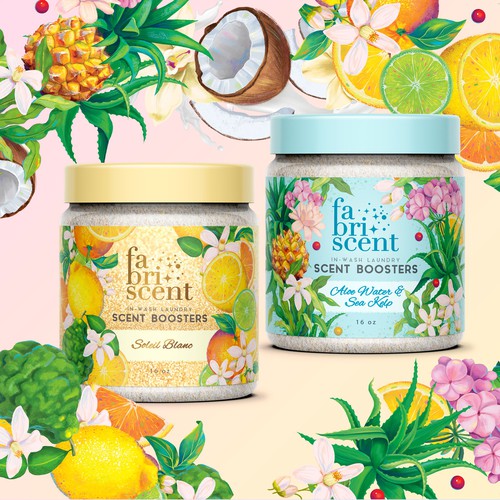 fa
bri
scent
IN-WASH LAUNDRY
SCENT BOOSTERS
Soleil Blanc
16 oz
fa
bri
scent
IN-WASH LAUNDRY
SCENT BOOSTERS
Aloe Water &
Sea Kelp
16 oz